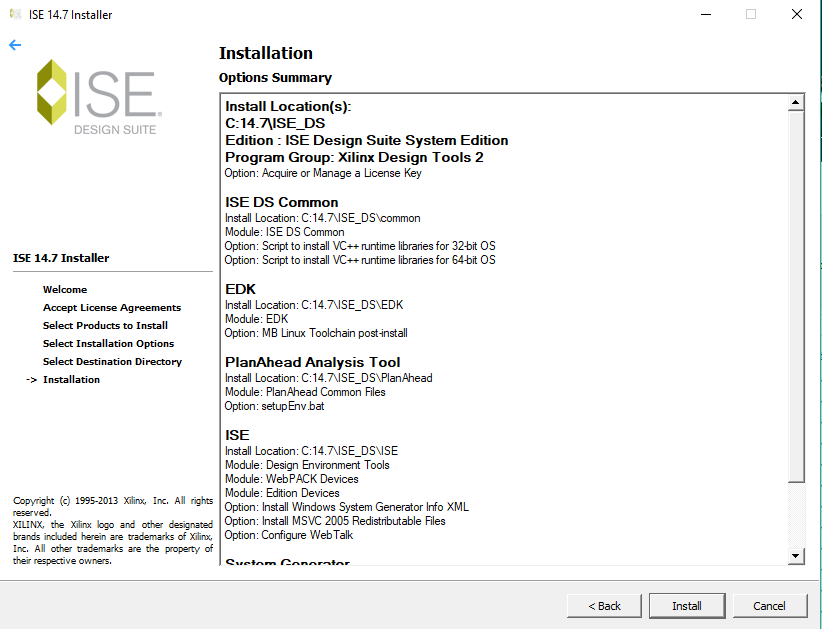 ISE 14.7 Installer
ISE
DESIGN SUITE
Installation
Options Summary
Install Location(s):
C:14.7\ISE_DS
Edition : ISE Design Suite System Edition
Program Group: Xilinx Design Tools 2
Option: Acquire or Manage a License Key
ISE DS Common
Install Location: C:14.7\ISE_DS\common
Module: ISE DS Common
Option: Script to install VC++ runtime libraries for 32-bit OS
Option: Script to install VC++ runtime libraries for 64-bit OS
EDK
Install Location: C:14.7\ISE_DS\EDK
Module: EDK
Option: MB Linux Toolchain post-install
PlanAhead Analysis Tool
Install Location: C:14.7\ISE_DS\PlanAhead
Module: PlanAhead Common Files
Option: setupEnv.bat
ISE
Install Location: C:14.7\ISE_DS\ISE
Module: Design Environment Tools
Module: WebPACK Devices
Module: Edition Devices
Option: Install Windows System Generator Info XML
Option: Install MSVC 2005 Redistributable Files
Option: Configure WebTalk
System Generator
ISE 14.7 Installer
Welcome
Accept License Agreements
Select Products to Install
Select Installation Options
Select Destination Directory
-> Installation
Copyright (c) 1995-2013 Xilinx, Inc. All rights
reserved.
XILINX, the Xilinx logo and other designated
brands included herein are trademarks of Xilinx,
Inc. All other trademarks are the property of
their respective owners.
< Back
Install
Cancel